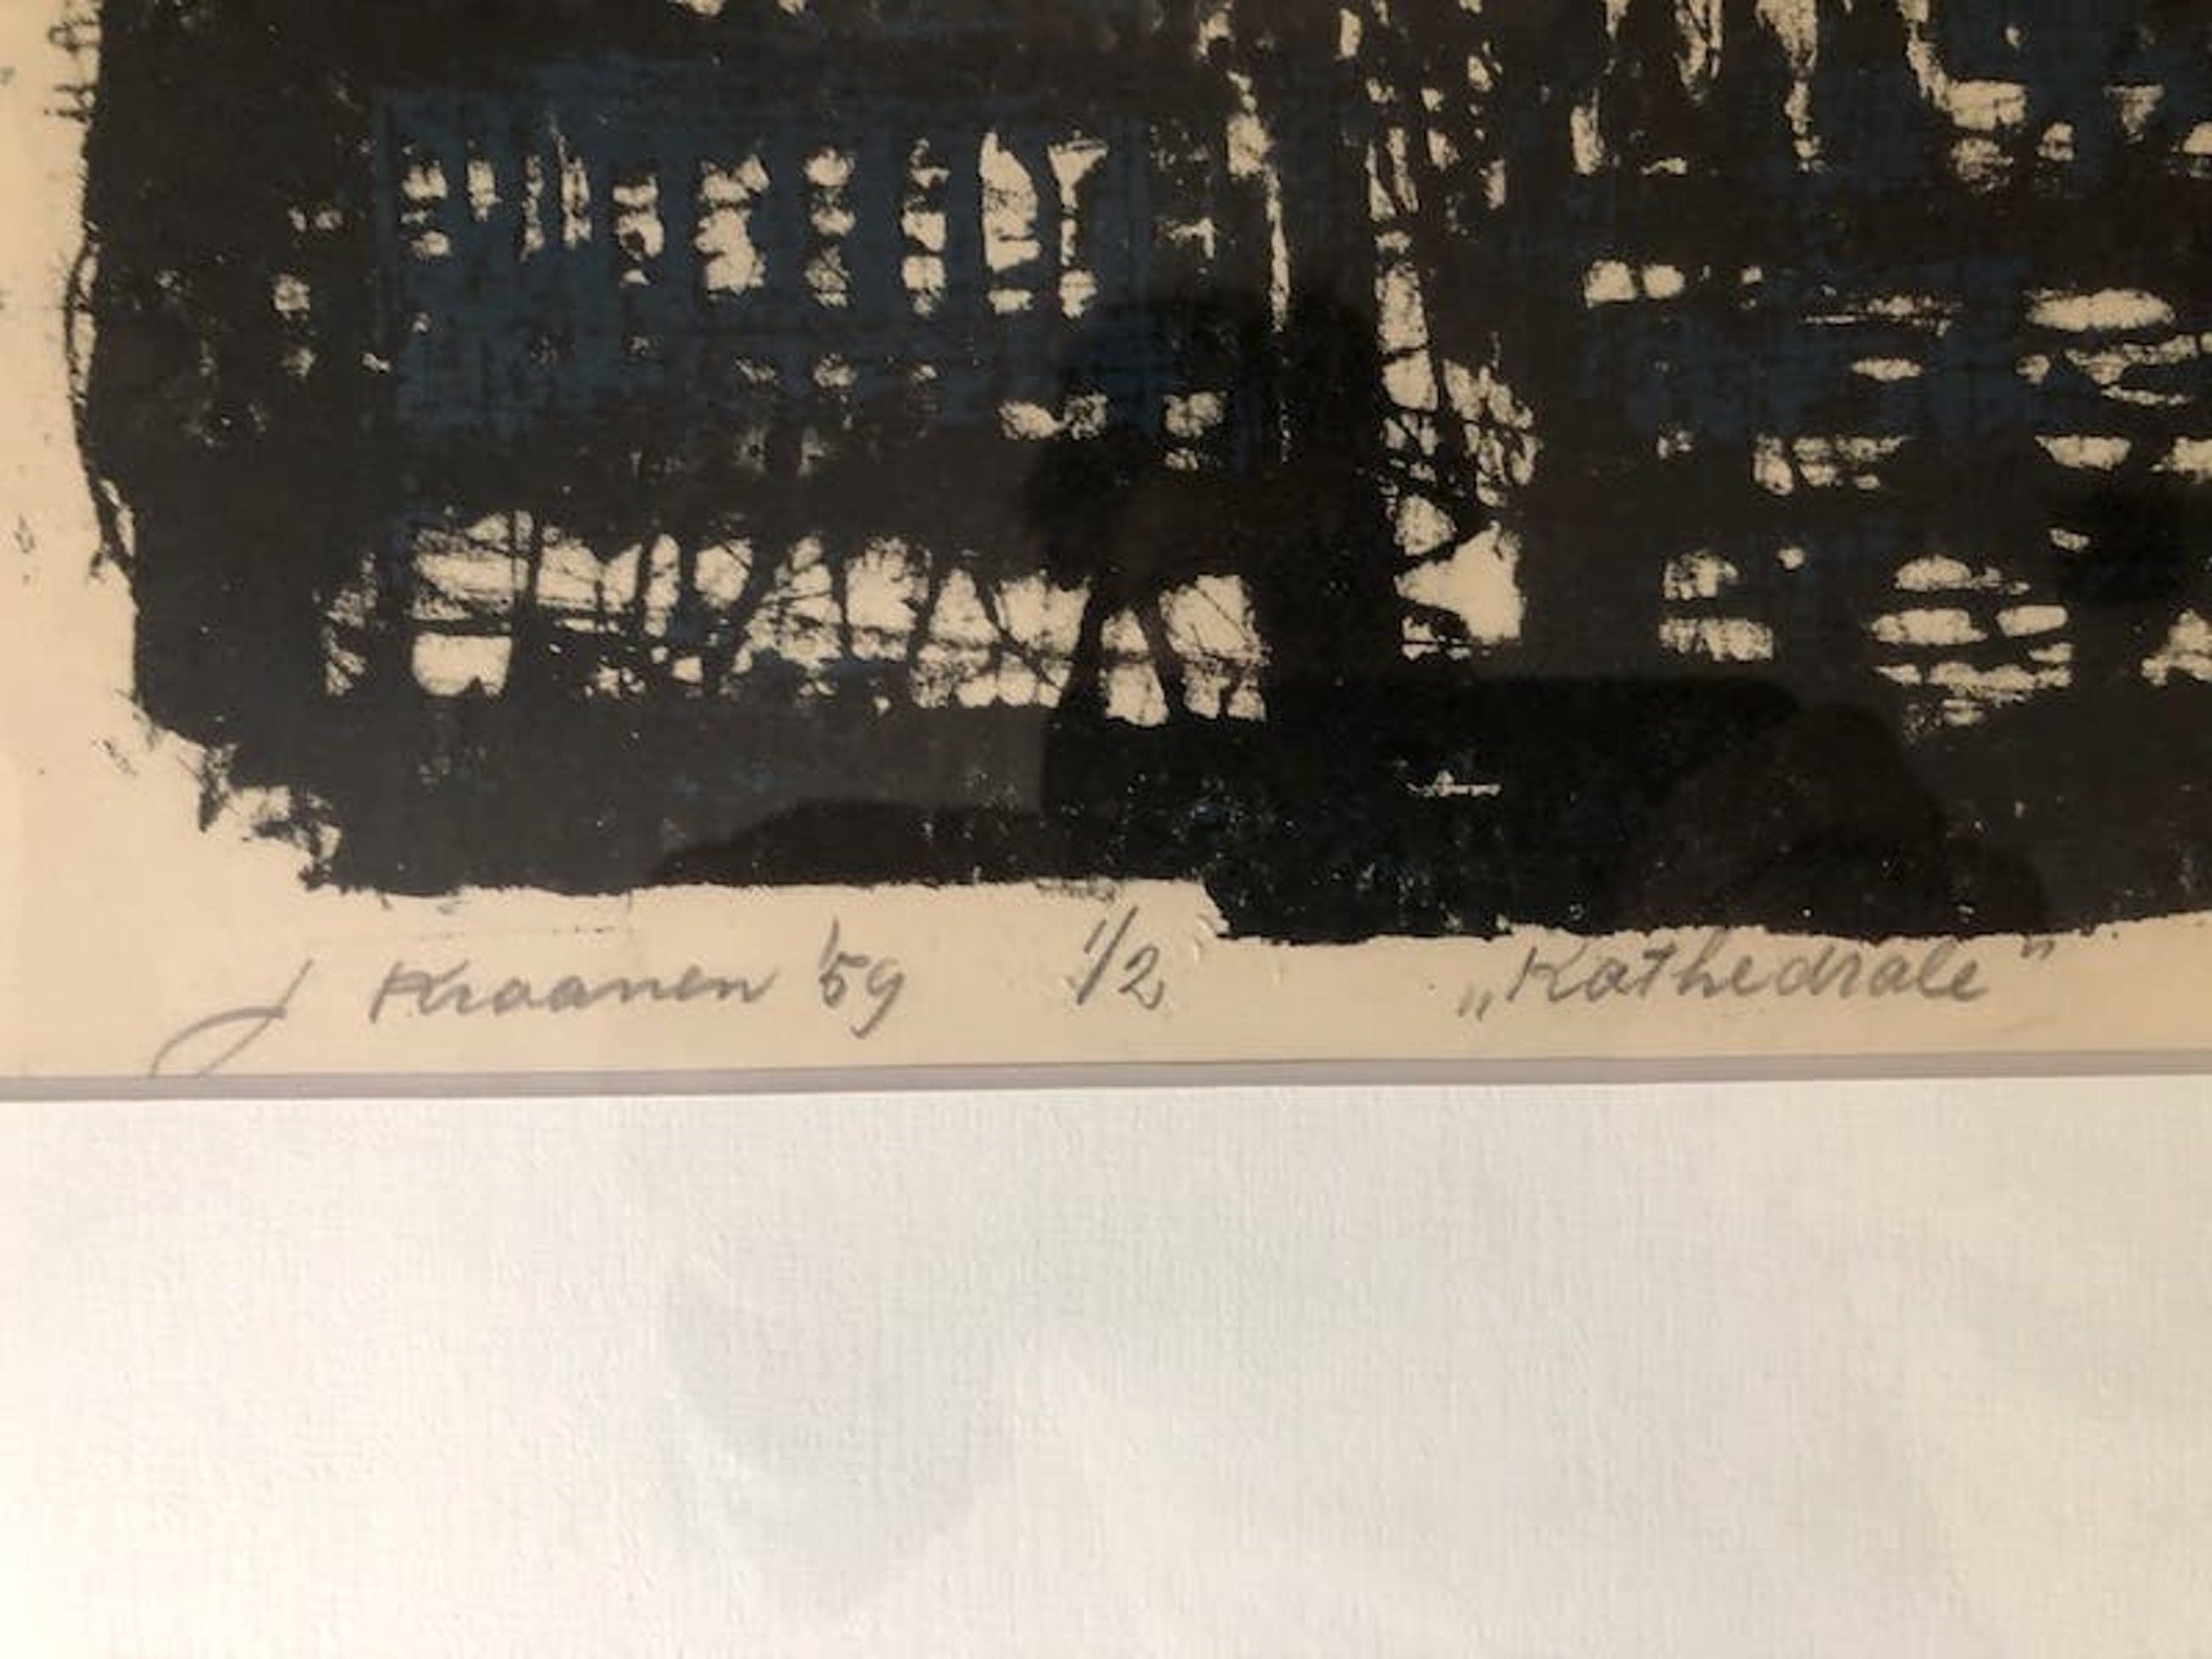 J Kraanen '59 1/2 „Kathedrale"